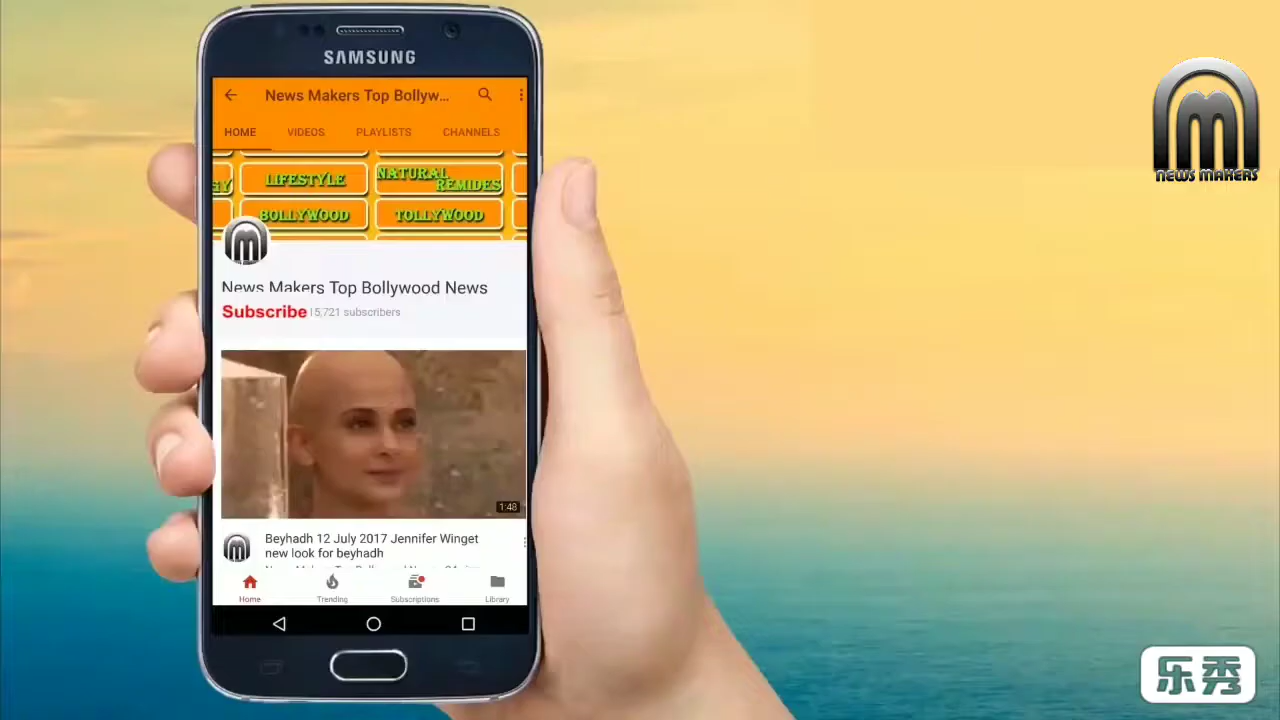 SAMSUNG
News Makers Top Bollyw...
HOME VIDEOS PLAYLISTS CHANNELS
LIFESTYLE
NATURAL
REMIDES
BOLLYWOOD
TOLLYWOOD
News Makers Top Bollywood News
Subscribe 5,721 subscribers
1:48
Beyhadh 12 July 2017 Jennifer Winget
new look for beyhadh
Home Trending Subscriptions Library
NEWS MAKERS
乐秀